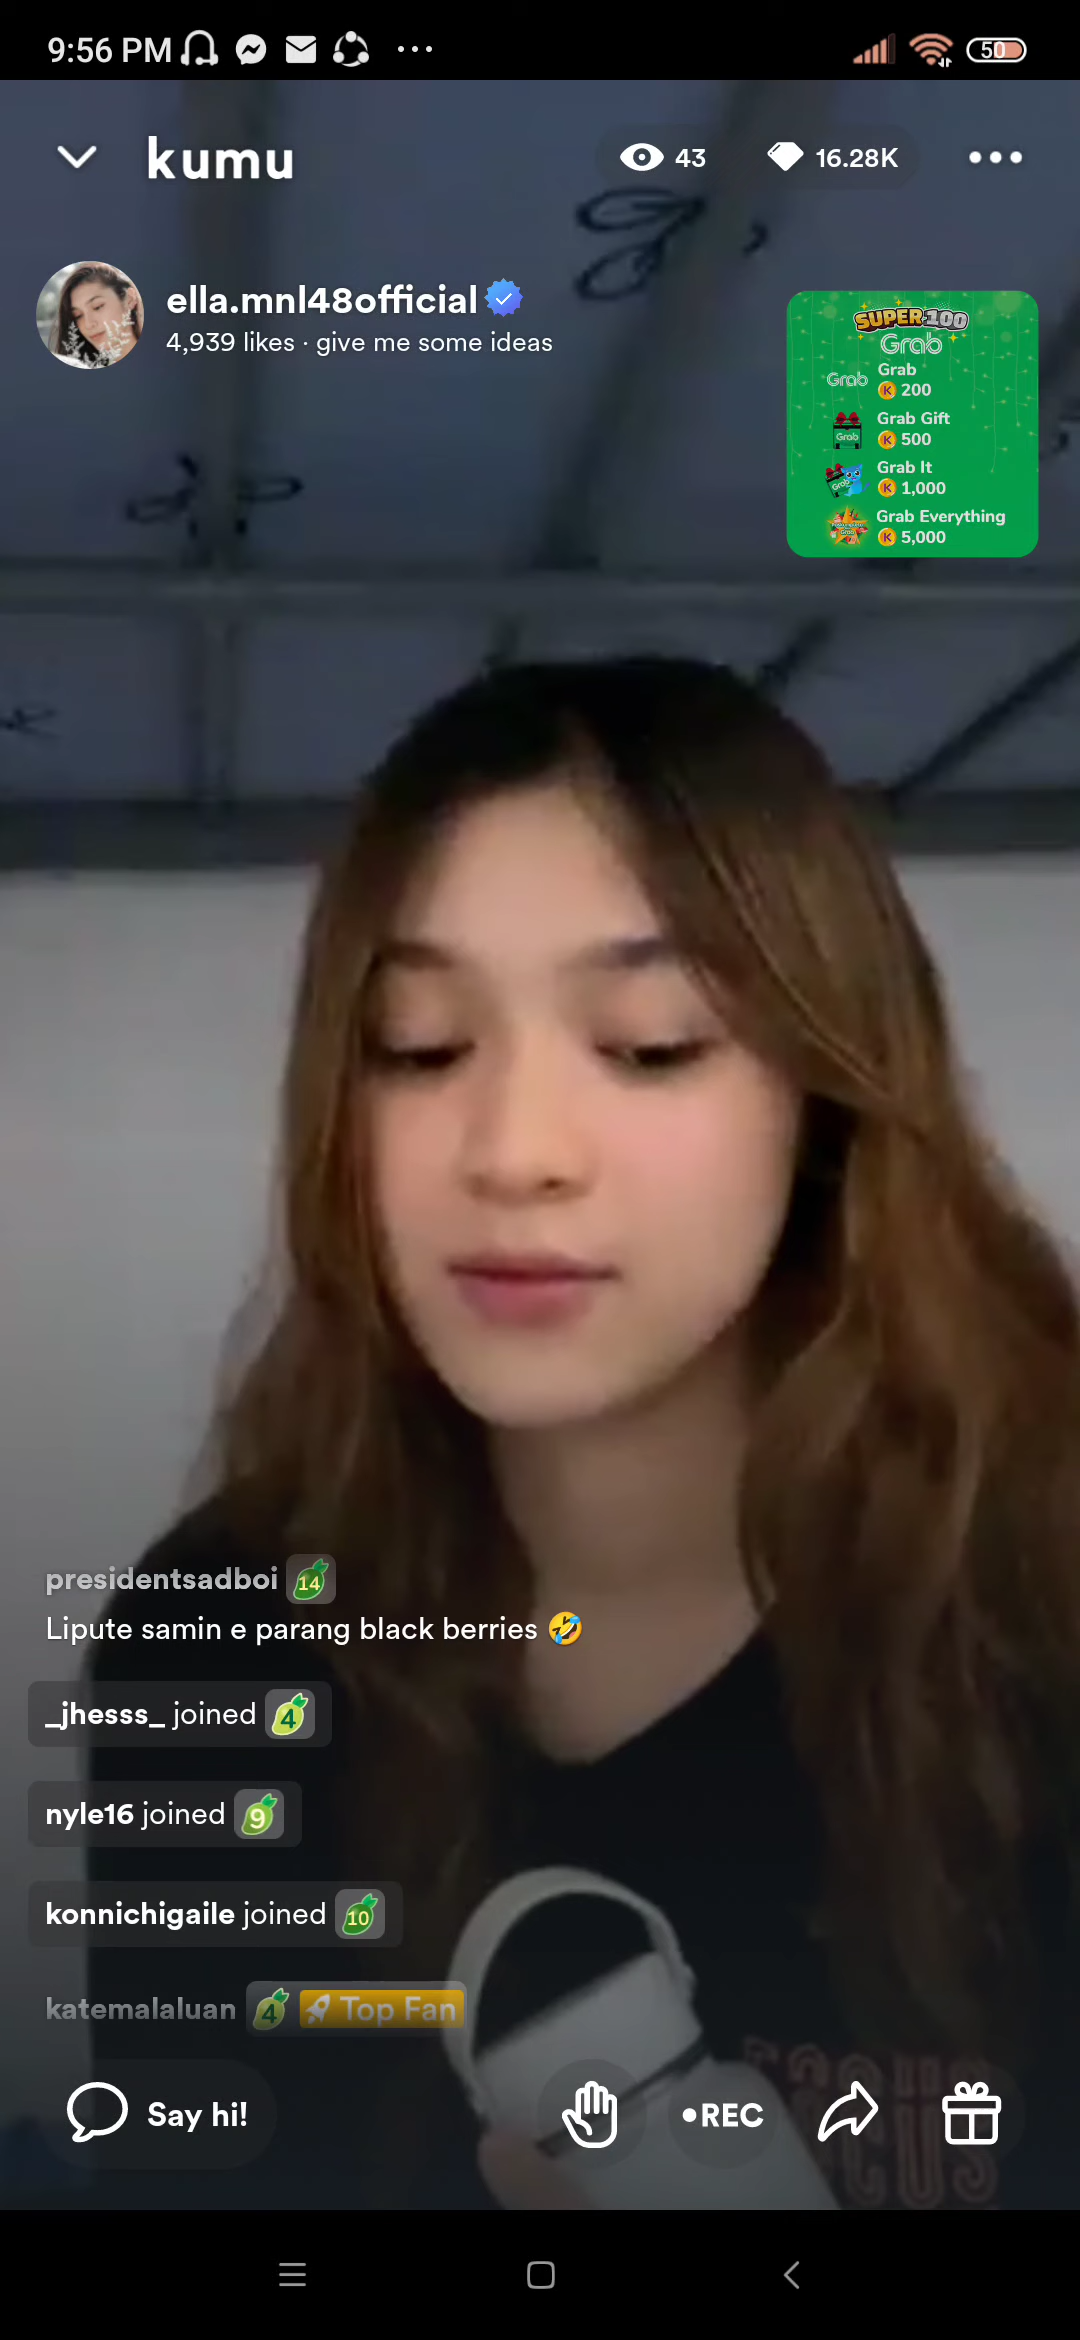 9:56 PM
50
kumu
43
16.28K
ella.mnl48official
4,939 likes · give me some ideas
SUPER 100
Grab
Grab
Grab
K 200
Grab
Grab Gift
K 500
Grab
Grab It
K 1,000
Grab Everything
K 5,000
presidentsadboi 14
Lipute samin e parang black berries 🤣
_jhesss_ joined 4
nyle16 joined 9
konnichigaile joined 10
katemalaluan 4 Top Fan
Say hi!
•REC